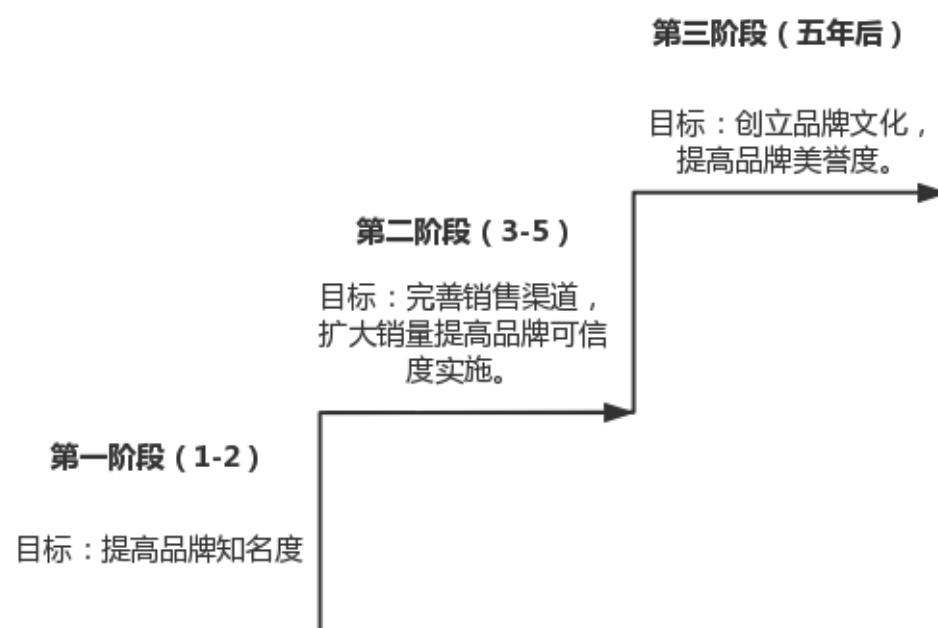 第三阶段（五年后）
目标：创立品牌文化，
提高品牌美誉度。
第二阶段（3-5）
目标：完善销售渠道，
扩大销量提高品牌可信
度实施。
第一阶段（1-2）
目标：提高品牌知名度